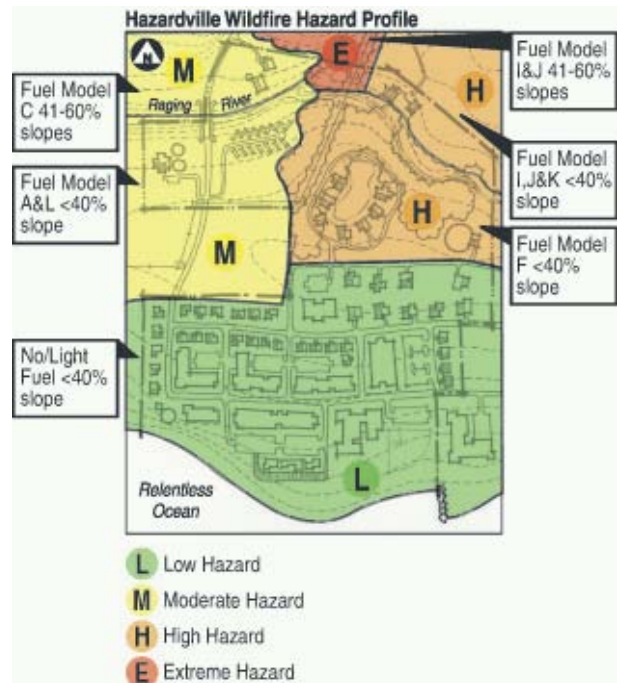 Hazardville Wildfire Hazard Profile
N
M
E
H
Fuel Model
C 41-60%
slopes
Fuel Model
I&J 41-60%
slopes
Raging River
Fuel Model
A&L <40%
slope
Fuel Model
I,J&K <40%
slope
H
M
Fuel Model
F <40%
slope
No/Light
Fuel <40%
slope
L
Relentless
Ocean
L Low Hazard
M Moderate Hazard
H High Hazard
E Extreme Hazard